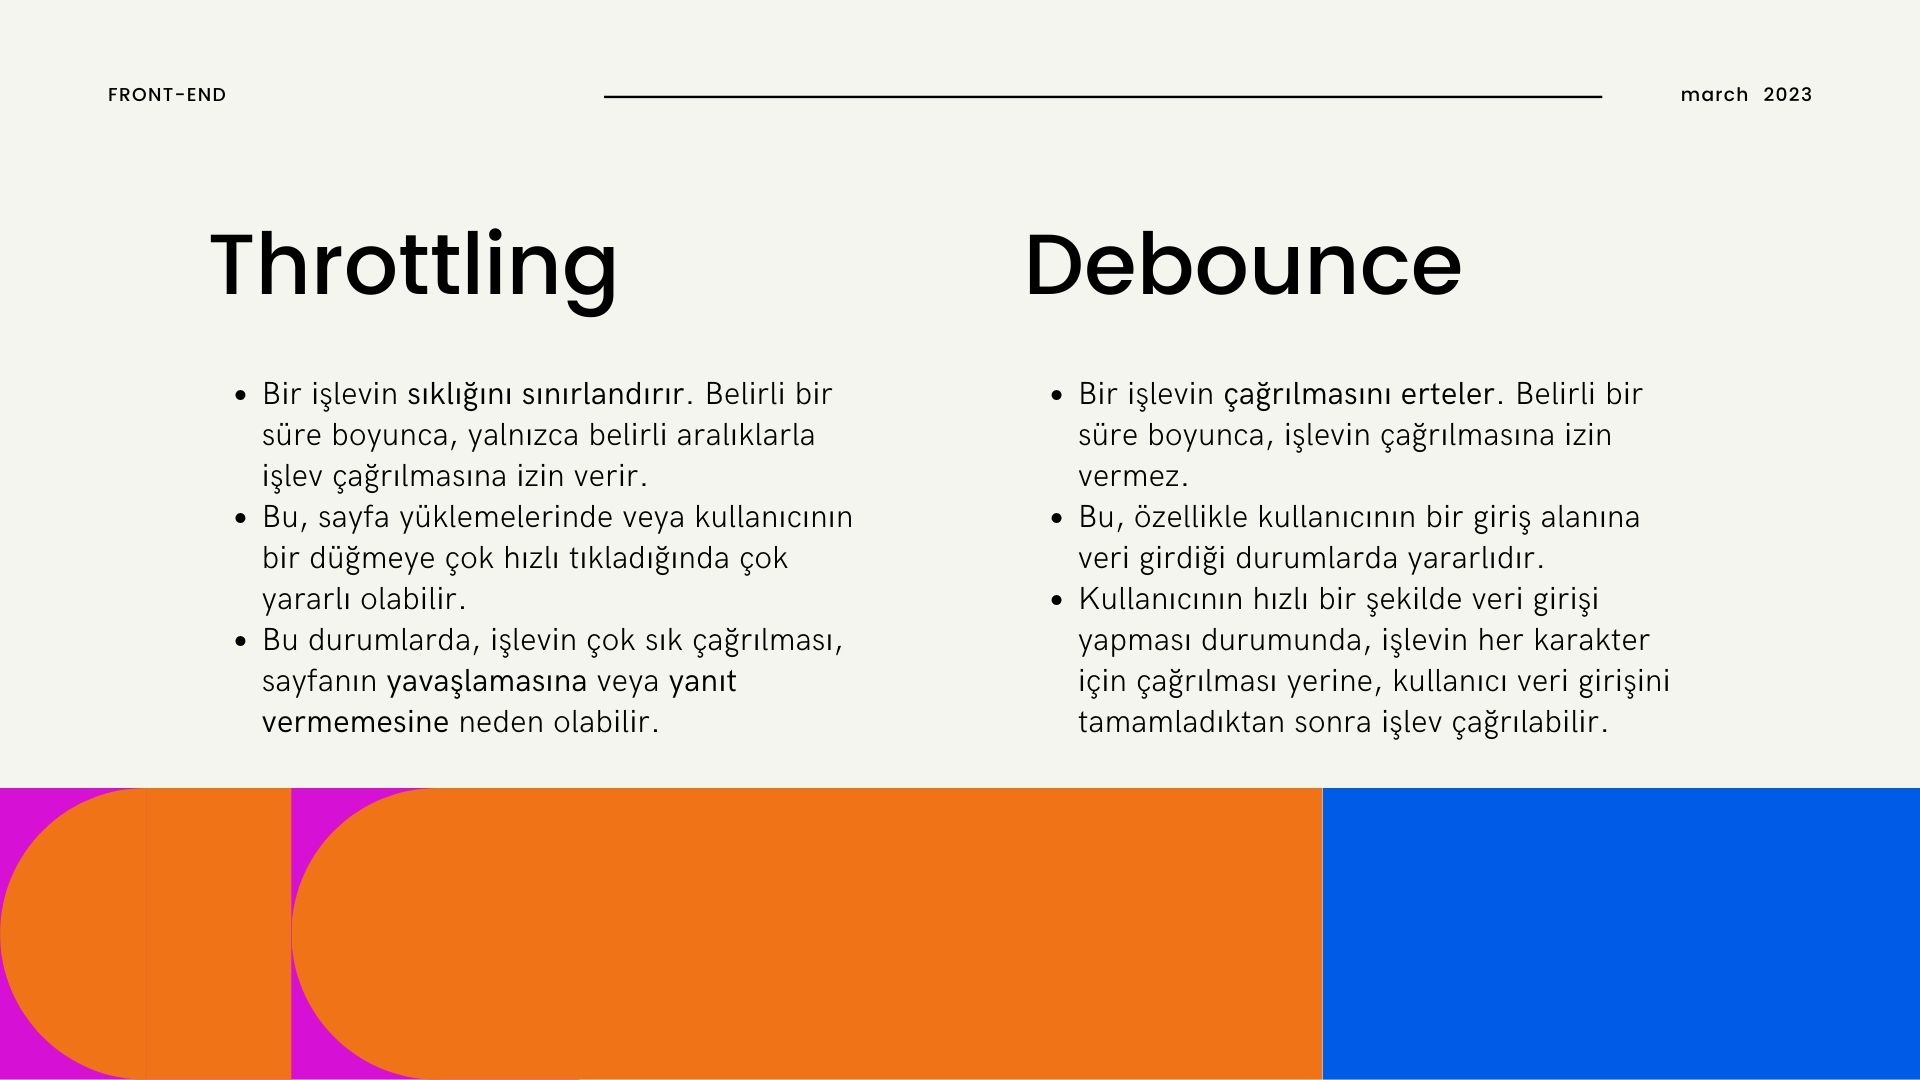 FRONT-END
march 2023
Throttling
Bir işlevin sıklığını sınırlandırır. Belirli bir
süre boyunca, yalnızca belirli aralıklarla
işlev çağrılmasına izin verir.
Bu, sayfa yüklemelerinde veya kullanıcının
bir düğmeye çok hızlı tıkladığında çok
yararlı olabilir.
Bu durumlarda, işlevin çok sık çağrılması,
sayfanın yavaşlamasına veya yanıt
vermemesine neden olabilir.
Debounce
Bir işlevin çağrılmasını erteler. Belirli bir
süre boyunca, işlevin çağrılmasına izin
vermez.
Bu, özellikle kullanıcının bir giriş alanına
veri girdiği durumlarda yararlıdır.
Kullanıcının hızlı bir şekilde veri girişi
yapması durumunda, işlevin her karakter
için çağrılması yerine, kullanıcı veri girişini
tamamladıktan sonra işlev çağrılabilir.